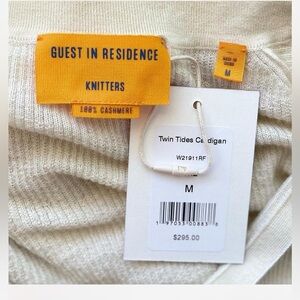 GUEST IN RESIDENCE
KNITTERS
100% CASHMERE
M
Twin Tides Cardigan
W21911RF
M
$295.00